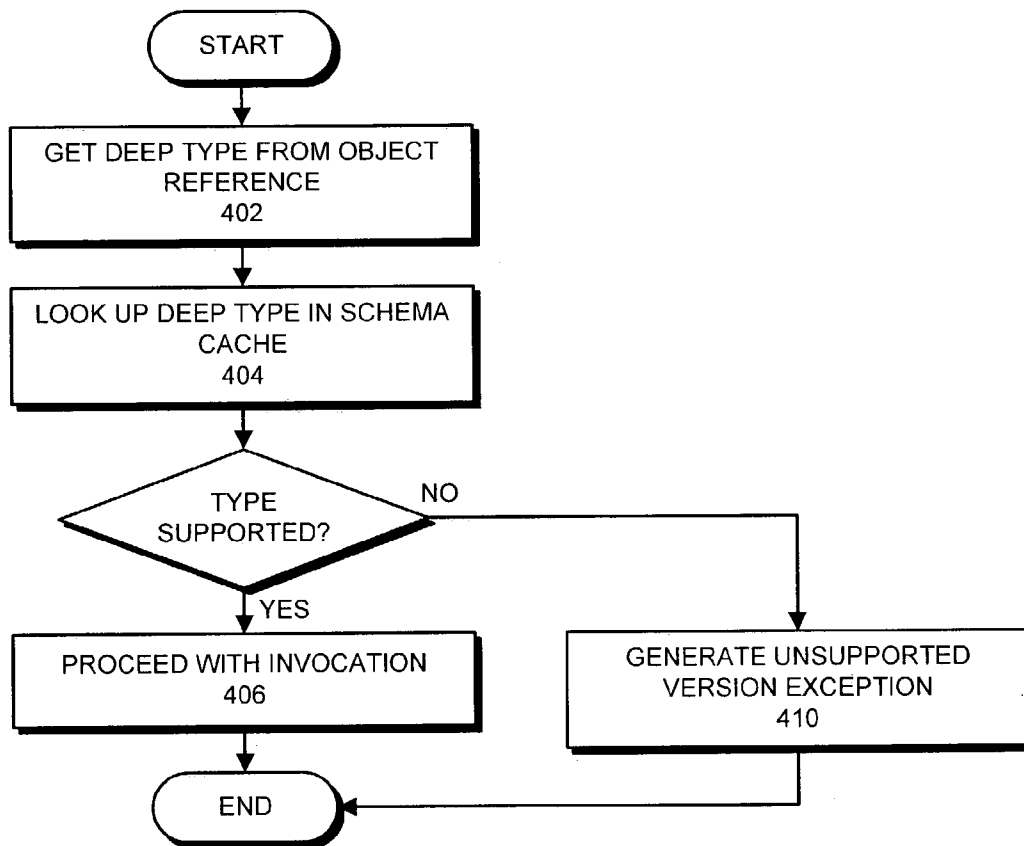 START
GET DEEP TYPE FROM OBJECT
REFERENCE
402
LOOK UP DEEP TYPE IN SCHEMA
CACHE
404
TYPE
SUPPORTED?
NO
YES
PROCEED WITH INVOCATION
406
GENERATE UNSUPPORTED
VERSION EXCEPTION
410
END